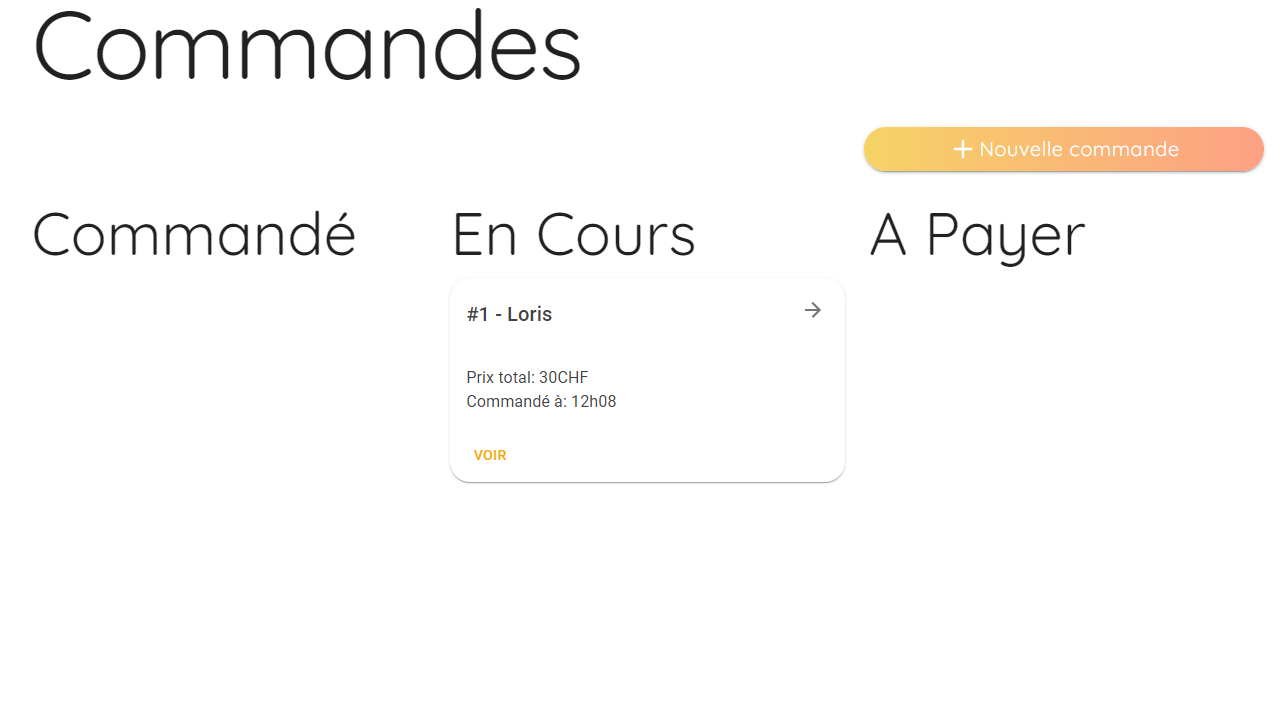 Commandes
Nouvelle commande
Commandé
En Cours
A Payer
#1 - Loris
Prix total: 30CHF
Commandé à: 12h08
VOIR